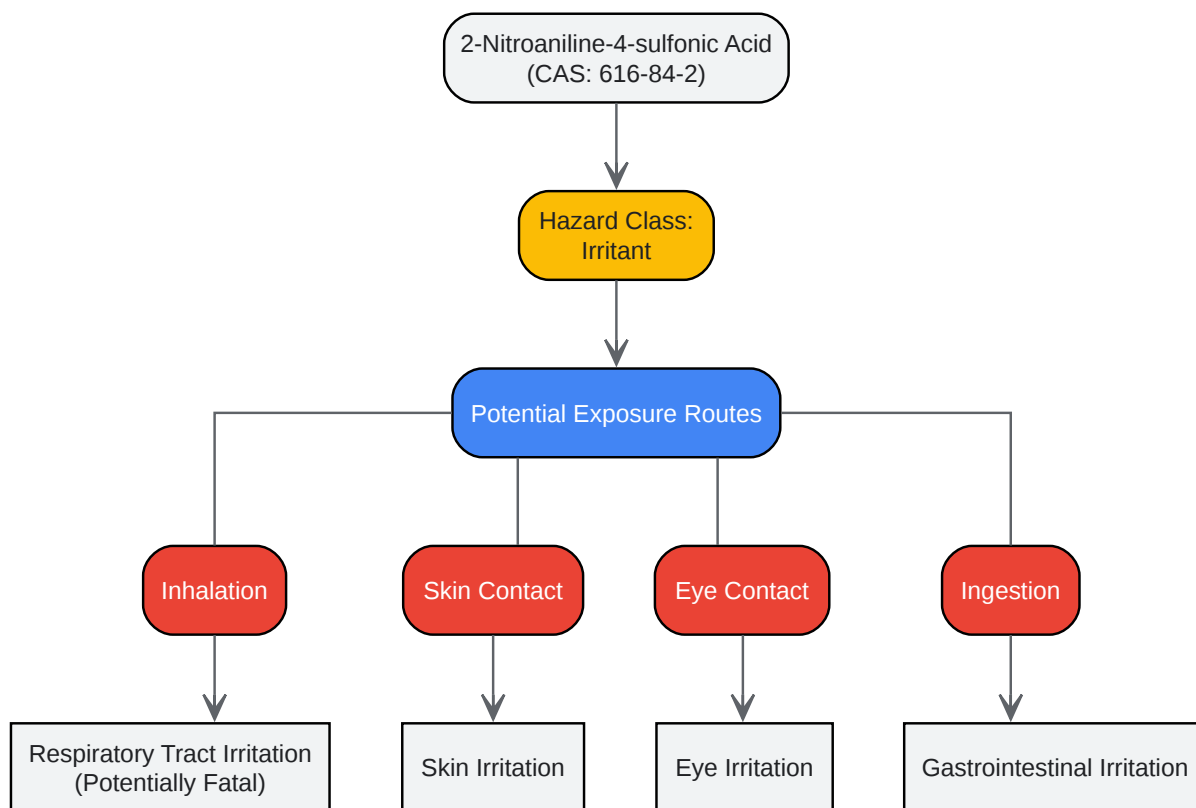 2-Nitroaniline-4-sulfonic Acid
(CAS: 616-84-2)
Hazard Class:
Irritant
Potential Exposure Routes
Inhalation
Skin Contact
Eye Contact
Ingestion
Respiratory Tract Irritation
(Potentially Fatal)
Skin Irritation
Eye Irritation
Gastrointestinal Irritation